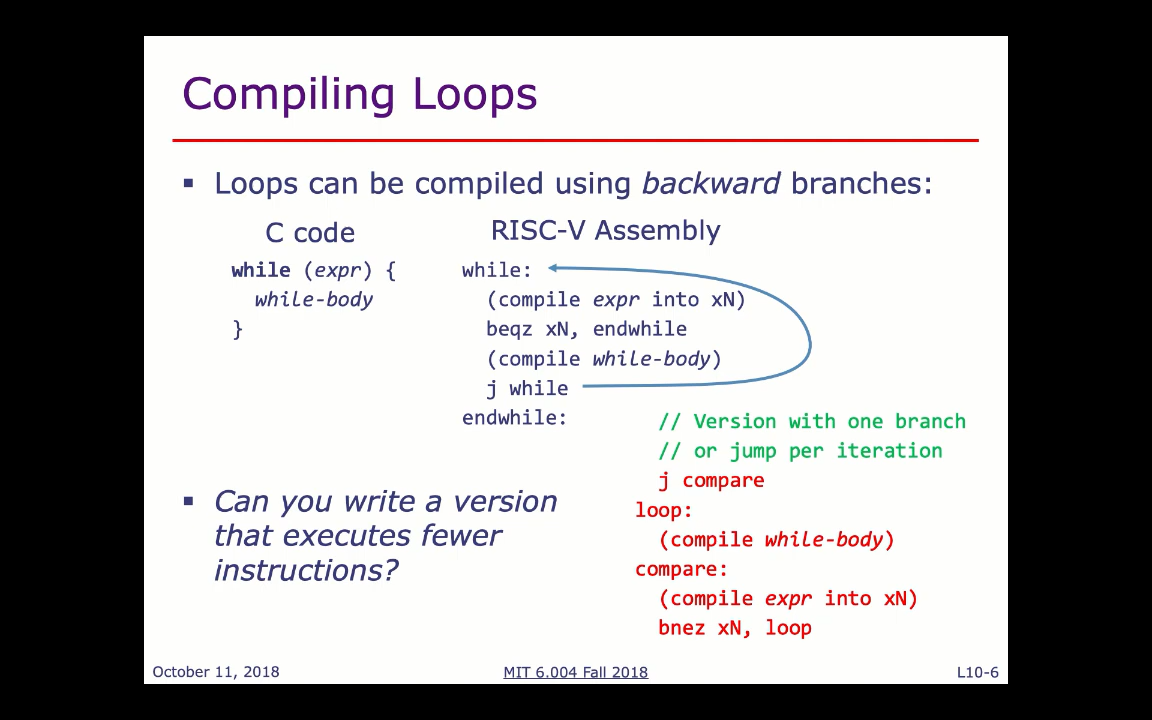 Compiling Loops
▪ Loops can be compiled using backward branches:
C code
while (expr) {
while-body
}
RISC-V Assembly
while:
(compile expr into xN)
beqz xN, endwhile
(compile while-body)
j while
endwhile:
▪ Can you write a version
that executes fewer
instructions?
// Version with one branch
// or jump per iteration
j compare
loop:
(compile while-body)
compare:
(compile expr into xN)
bnez xN, loop
October 11, 2018
MIT 6.004 Fall 2018
L10-6